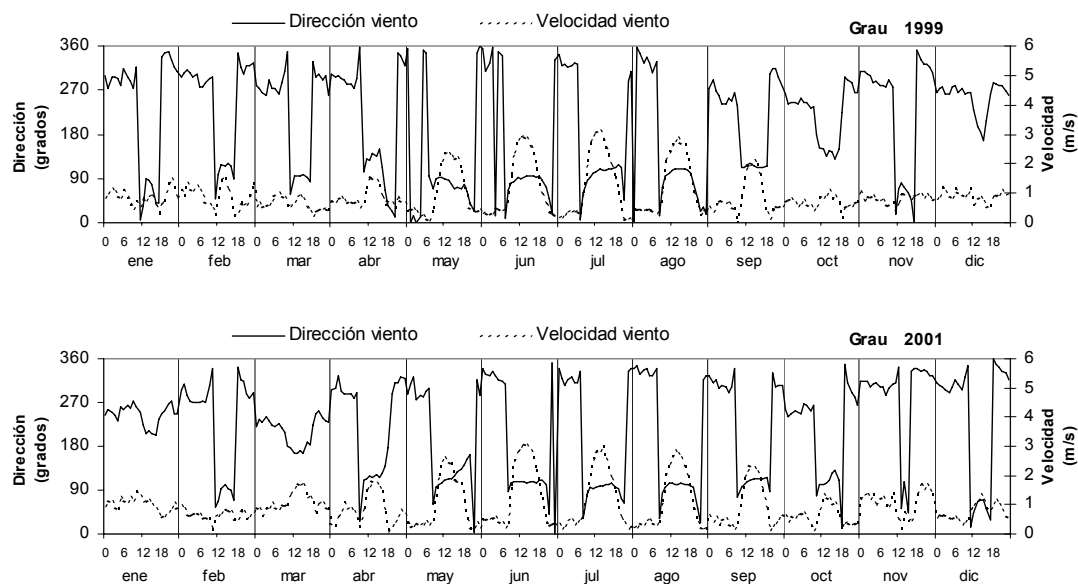 Dirección viento Velocidad viento Grau 1999
360 6
5
270
4
180 3
2
90
1
0 0
Dirección (grados)
Velocidad (m/s)
0 6 12 18 0 6 12 18 0 6 12 18 0 6 12 18 0 6 12 18 0 6 12 18 0 6 12 18 0 6 12 18 0 6 12 18 0 6 12 18 0 6 12 18 0 6 12 18
ene feb mar abr may jun jul ago sep oct nov dic
Dirección viento Velocidad viento Grau 2001
360 6
5
270
4
180 3
2
90
1
0 0
Dirección (grados)
Velocidad (m/s)
0 6 12 18 0 6 12 18 0 6 12 18 0 6 12 18 0 6 12 18 0 6 12 18 0 6 12 18 0 6 12 18 0 6 12 18 0 6 12 18 0 6 12 18 0 6 12 18
ene feb mar abr may jun jul ago sep oct nov dic